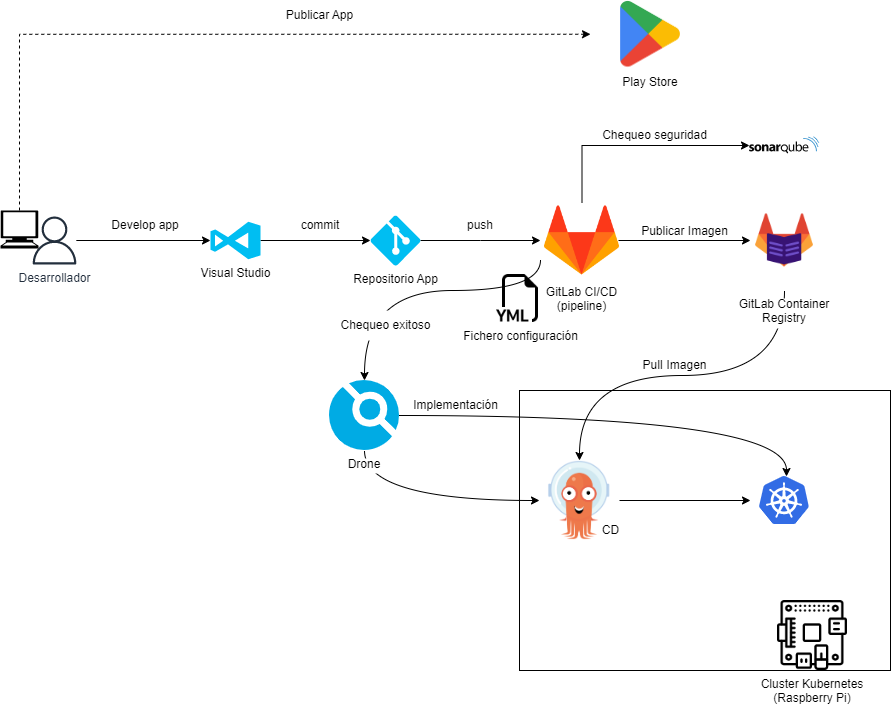 Publicar App
Play Store
Chequeo seguridad
sonarqube
Develop app
commit
push
Publicar Imagen
Desarrollador
Visual Studio
Repositorio App
GitLab CI/CD
(pipeline)
GitLab Container
Registry
YML
Chequeo exitoso
Fichero configuración
Pull Imagen
Implementación
Drone
CD
Cluster Kubernetes
(Raspberry Pi)